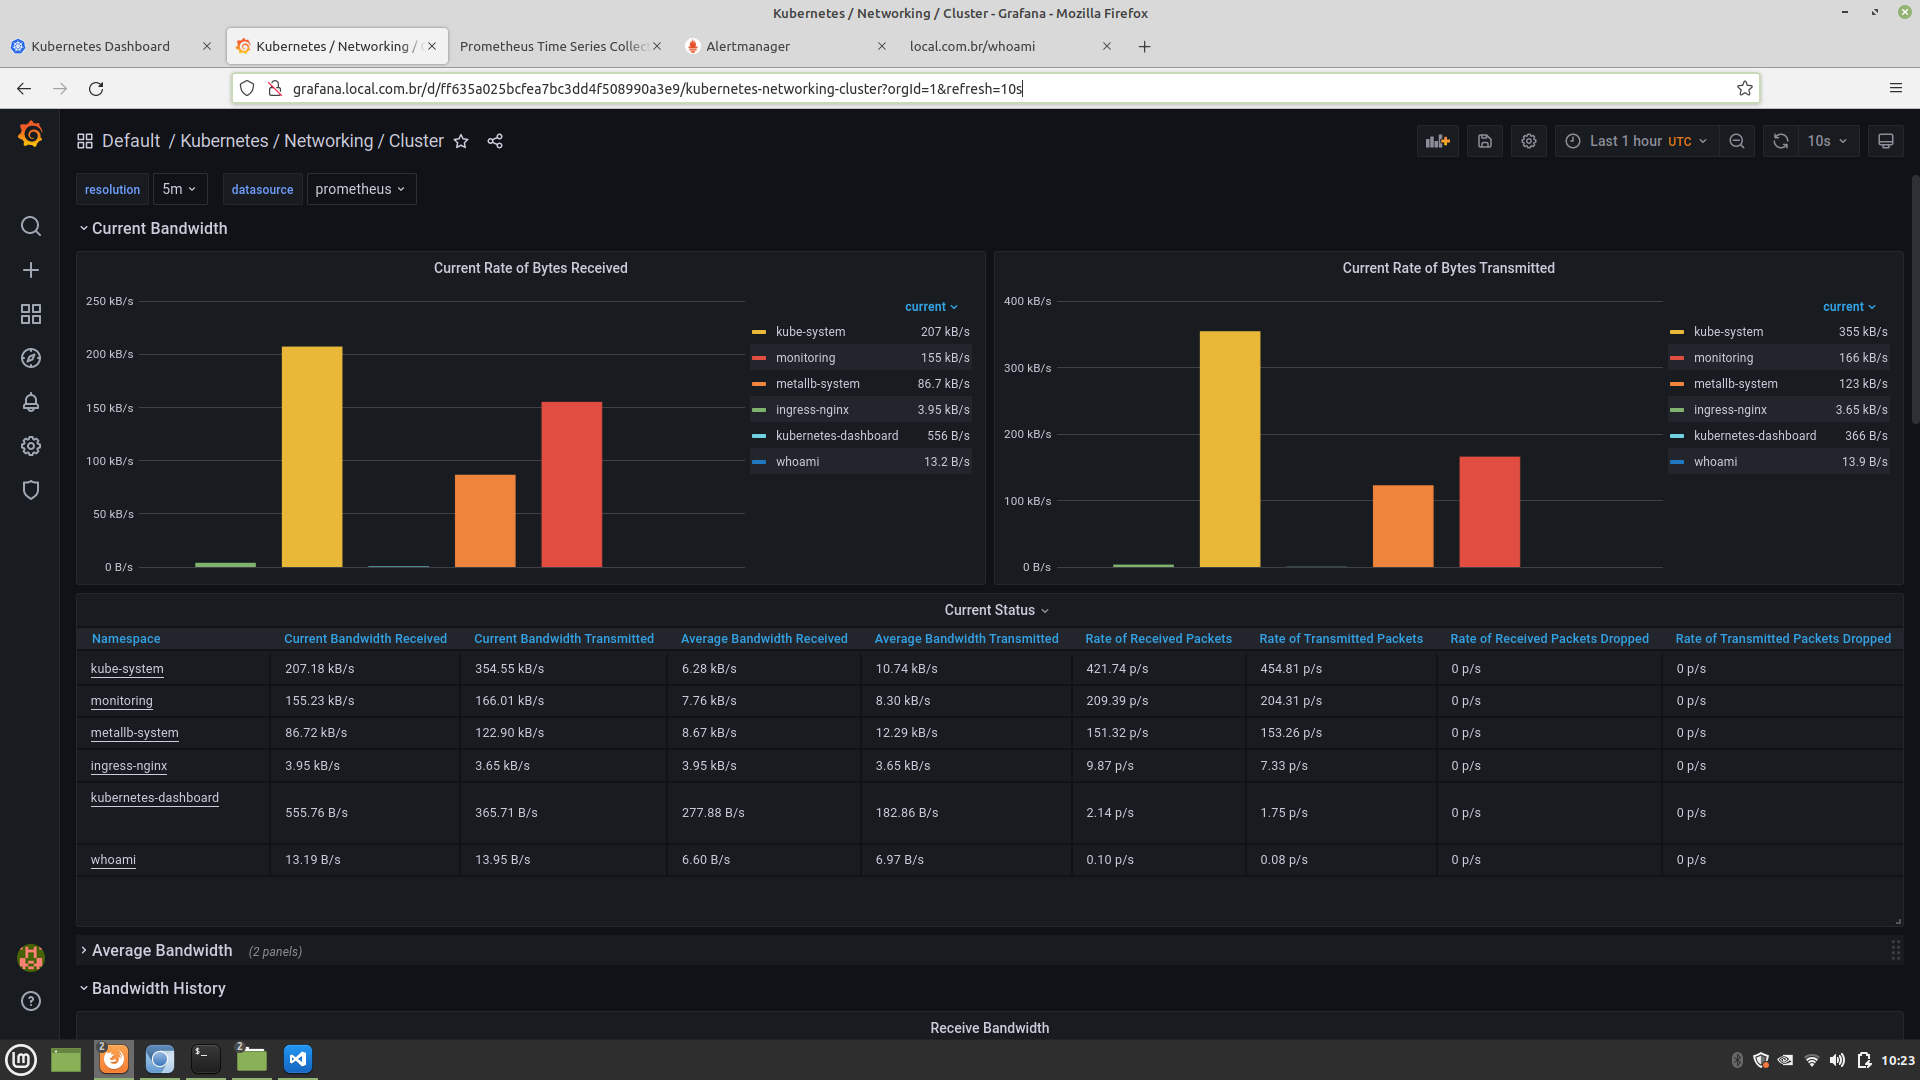 Kubernetes / Networking / Cluster - Grafana - Mozilla Firefox
Kubernetes Dashboard
Kubernetes / Networking /
Prometheus Time Series Collec
Alertmanager
local.com.br/whoami
grafana.local.com.br/d/ff635a025bcfea7bc3dd4f508990a3e9/kubernetes-networking-cluster?orgId=1&refresh=10s
Default / Kubernetes / Networking / Cluster
Last 1 hour UTC
10s
resolution 5m datasource prometheus
Current Bandwidth
Current Rate of Bytes Received
250 kB/s
200 kB/s
150 kB/s
100 kB/s
50 kB/s
0 B/s
current
kube-system 207 kB/s
monitoring 155 kB/s
metallb-system 86.7 kB/s
ingress-nginx 3.95 kB/s
kubernetes-dashboard 556 B/s
whoami 13.2 B/s
Current Rate of Bytes Transmitted
400 kB/s
300 kB/s
200 kB/s
100 kB/s
0 B/s
current
kube-system 355 kB/s
monitoring 166 kB/s
metallb-system 123 kB/s
ingress-nginx 3.65 kB/s
kubernetes-dashboard 366 B/s
whoami 13.9 B/s
Current Status
Namespace Current Bandwidth Received Current Bandwidth Transmitted Average Bandwidth Received Average Bandwidth Transmitted Rate of Received Packets Rate of Transmitted Packets Rate of Received Packets Dropped Rate of Transmitted Packets Dropped
kube-system 207.18 kB/s 354.55 kB/s 6.28 kB/s 10.74 kB/s 421.74 p/s 454.81 p/s 0 p/s 0 p/s
monitoring 155.23 kB/s 166.01 kB/s 7.76 kB/s 8.30 kB/s 209.39 p/s 204.31 p/s 0 p/s 0 p/s
metallb-system 86.72 kB/s 122.90 kB/s 8.67 kB/s 12.29 kB/s 151.32 p/s 153.26 p/s 0 p/s 0 p/s
ingress-nginx 3.95 kB/s 3.65 kB/s 3.95 kB/s 3.65 kB/s 9.87 p/s 7.33 p/s 0 p/s 0 p/s
kubernetes-dashboard 555.76 B/s 365.71 B/s 277.88 B/s 182.86 B/s 2.14 p/s 1.75 p/s 0 p/s 0 p/s
whoami 13.19 B/s 13.95 B/s 6.60 B/s 6.97 B/s 0.10 p/s 0.08 p/s 0 p/s 0 p/s
Average Bandwidth (2 panels)
Bandwidth History
Receive Bandwidth
2
2
10:23